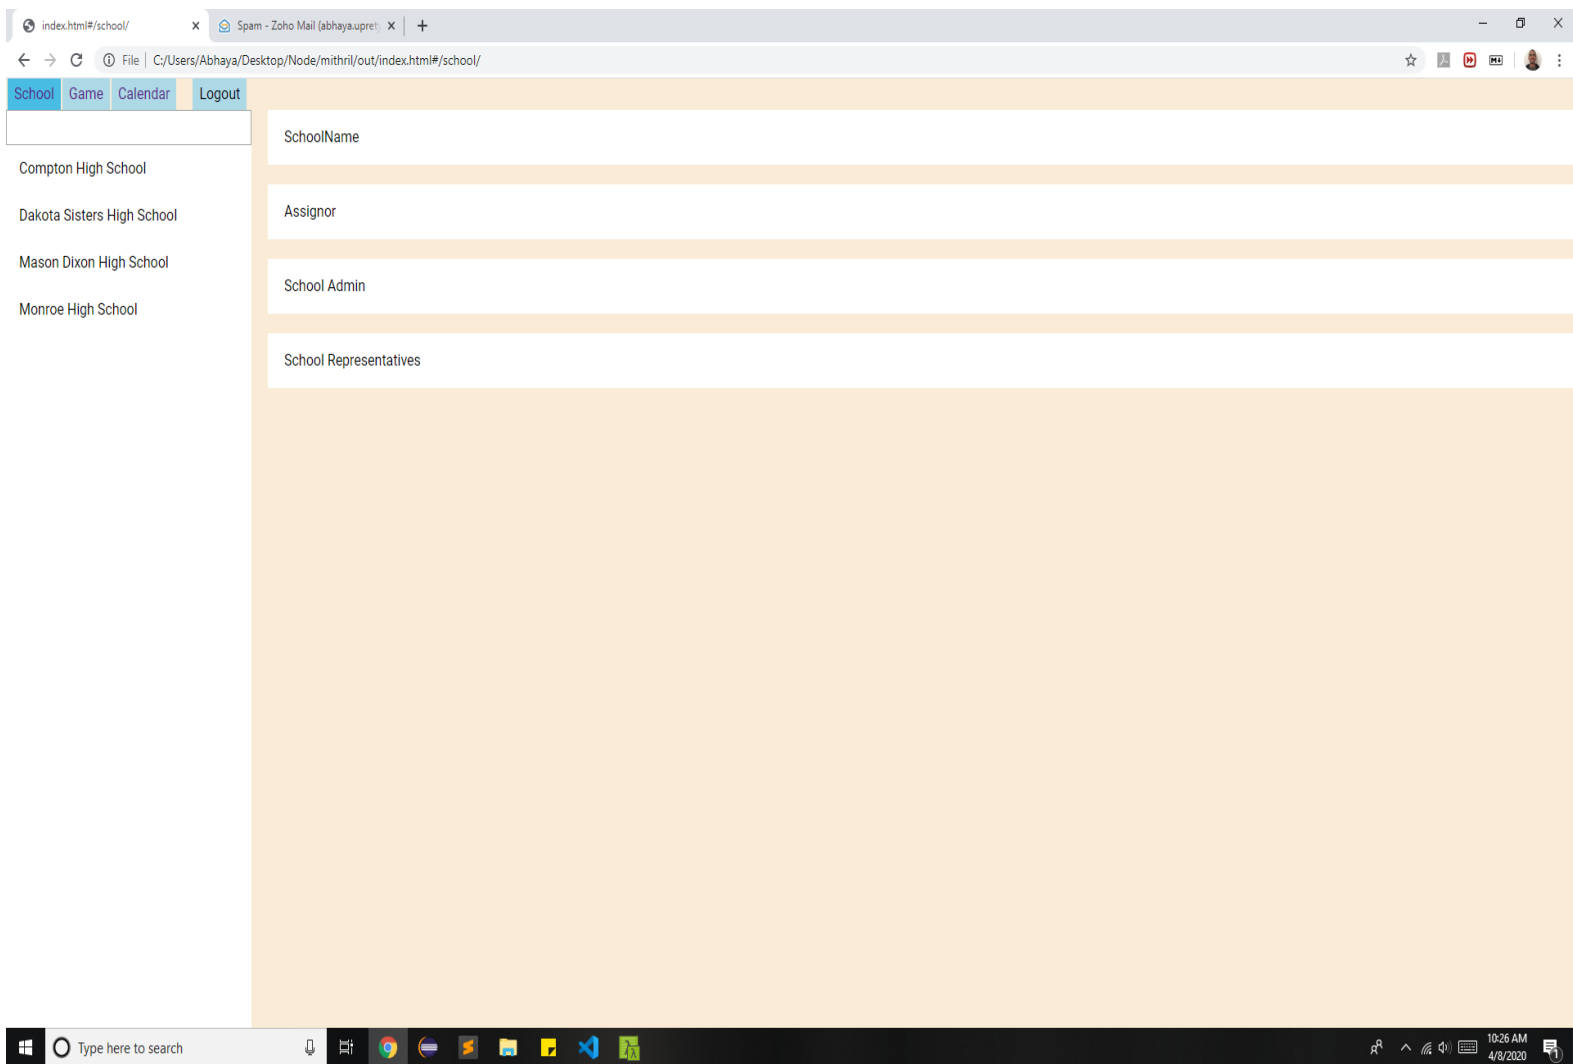 index.html#/school/
Spam - Zoho Mail (abhaya.uprety
File
C:/Users/Abhaya/Desktop/Node/mithril/out/index.html#/school/
School Game Calendar Logout
SchoolName
Compton High School
Assignor
Dakota Sisters High School
Mason Dixon High School
School Admin
Monroe High School
School Representatives
Type here to search
10:26 AM
4/8/2020